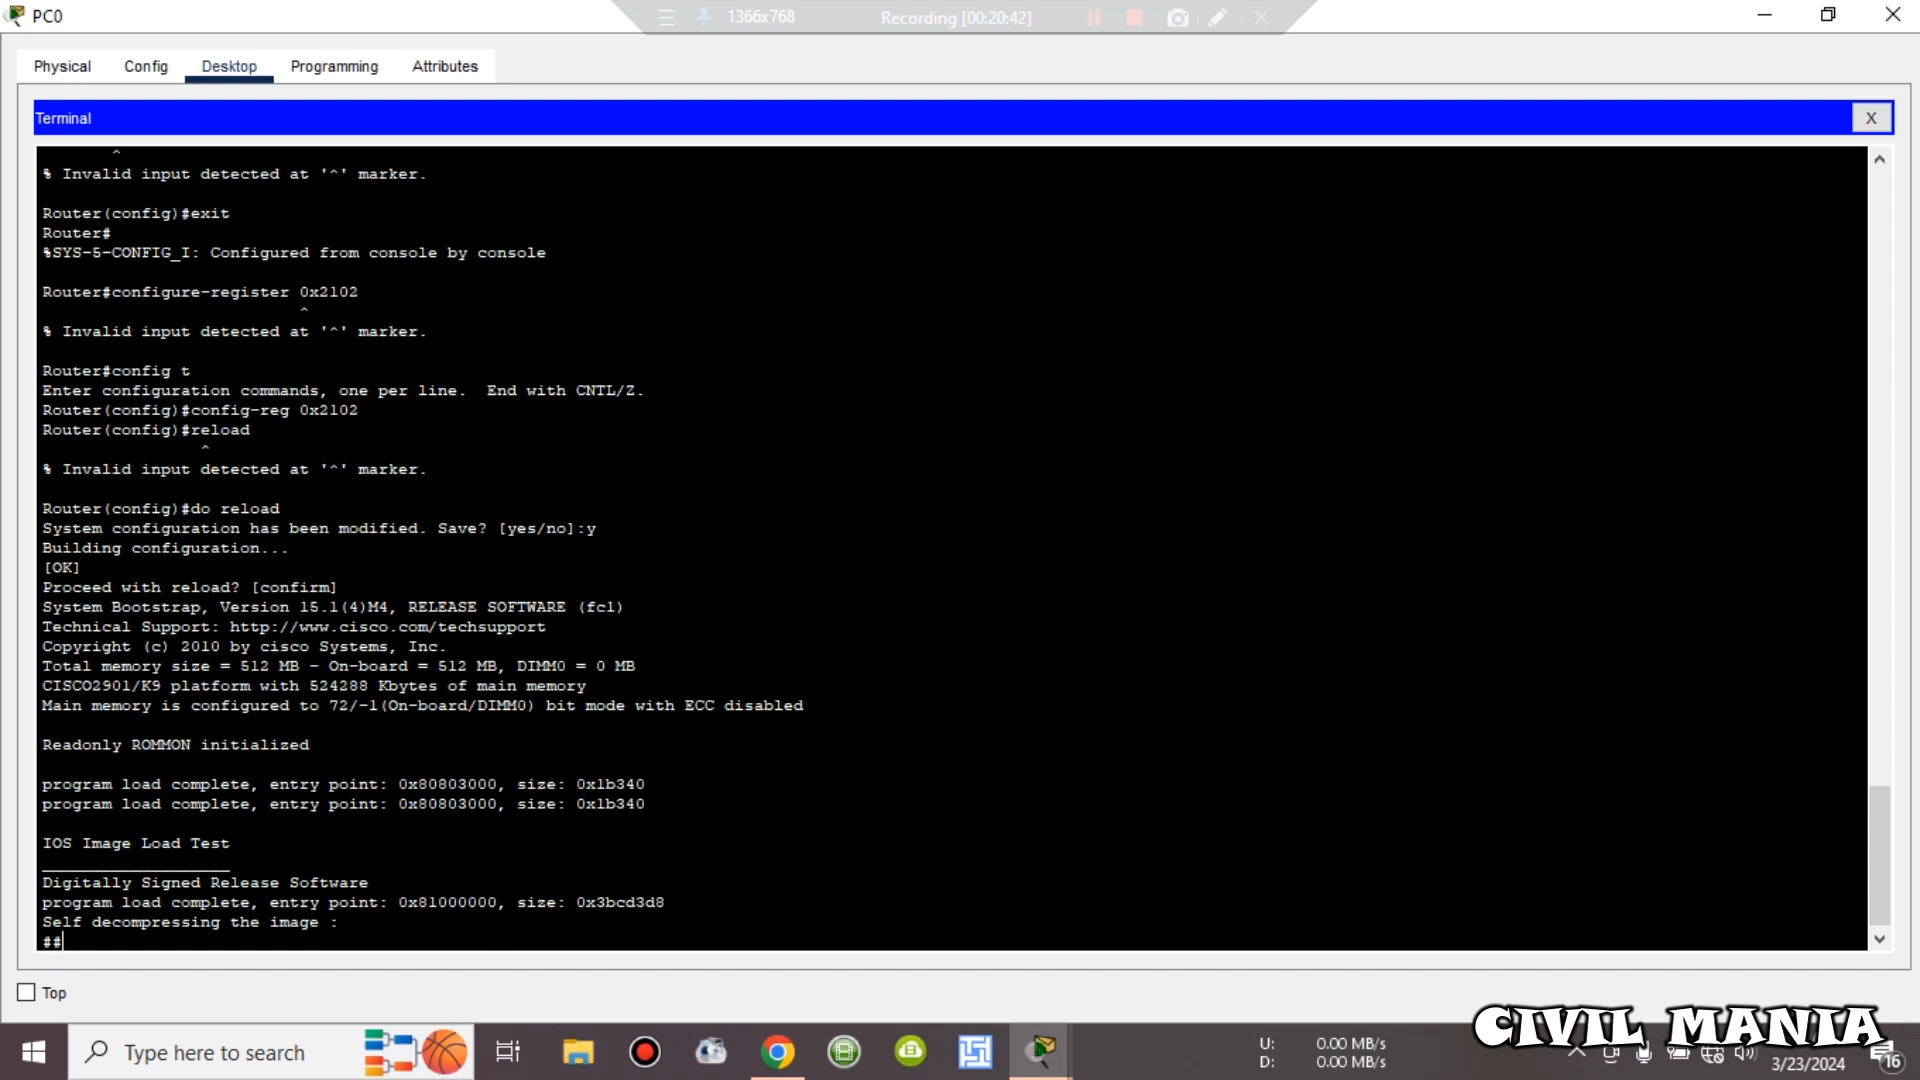 PC0
1366x768
Recording [00:20:42]
Physical
Config
Desktop
Programming
Attributes
Terminal
X
^
% Invalid input detected at '^' marker.
Router(config)#exit
Router#
%SYS-5-CONFIG_I: Configured from console by console
Router#configure-register 0x2102
^
% Invalid input detected at '^' marker.
Router#config t
Enter configuration commands, one per line.  End with CNTL/Z.
Router(config)#config-reg 0x2102
Router(config)#reload
^
% Invalid input detected at '^' marker.
Router(config)#do reload
System configuration has been modified. Save? [yes/no]:y
Building configuration...
[OK]
Proceed with reload? [confirm]
System Bootstrap, Version 15.1(4)M4, RELEASE SOFTWARE (fc1)
Technical Support: http://www.cisco.com/techsupport
Copyright (c) 2010 by cisco Systems, Inc.
Total memory size = 512 MB - On-board = 512 MB, DIMM0 = 0 MB
CISCO2901/K9 platform with 524288 Kbytes of main memory
Main memory is configured to 72/-1(On-board/DIMM0) bit mode with ECC disabled
Readonly ROMMON initialized
program load complete, entry point: 0x80803000, size: 0x1b340
program load complete, entry point: 0x80803000, size: 0x1b340
IOS Image Load Test
___________________
Digitally Signed Release Software
program load complete, entry point: 0x81000000, size: 0x3bcd3d8
Self decompressing the image :
##
Top
CIVIL MANIA
Type here to search
U: 0.00 MB/s
D: 0.00 MB/s
3/23/2024
16